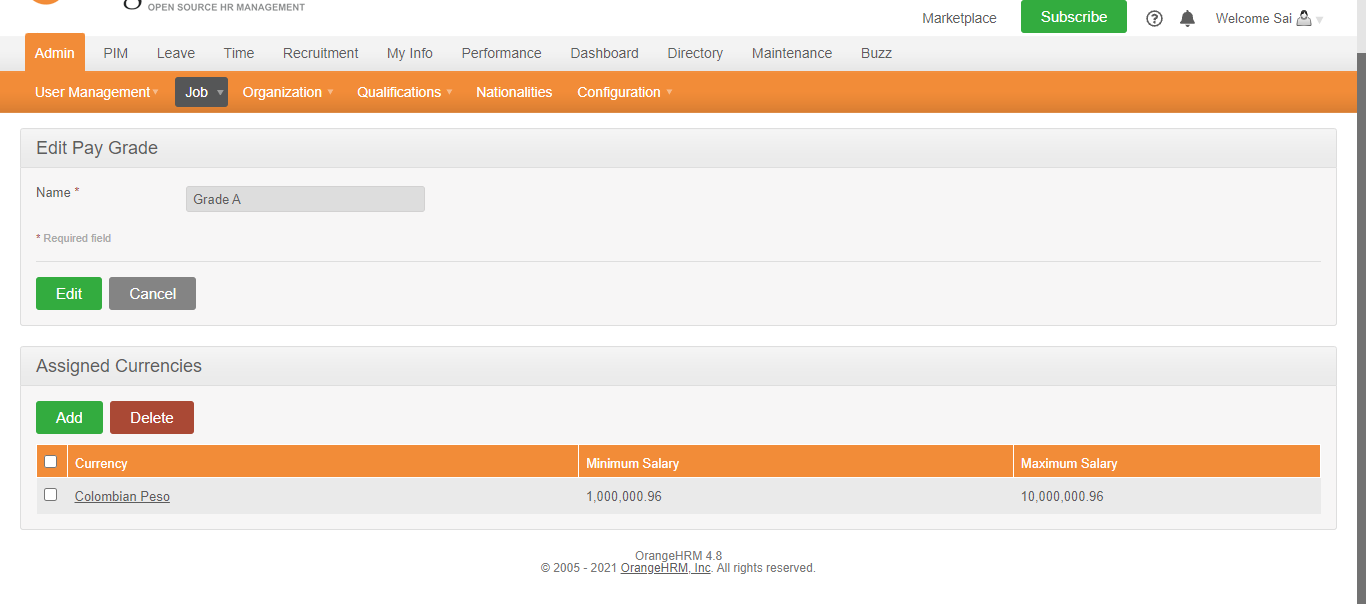 OPEN SOURCE HR MANAGEMENT
Marketplace Subscribe Welcome Sai
Admin PIM Leave Time Recruitment My Info Performance Dashboard Directory Maintenance Buzz
User Management Job Organization Qualifications Nationalities Configuration
Edit Pay Grade
Name * Grade A
* Required field
Edit Cancel
Assigned Currencies
Add Delete
Currency Minimum Salary Maximum Salary
Colombian Peso 1,000,000.96 10,000,000.96
OrangeHRM 4.8
© 2005 - 2021 OrangeHRM, Inc. All rights reserved.